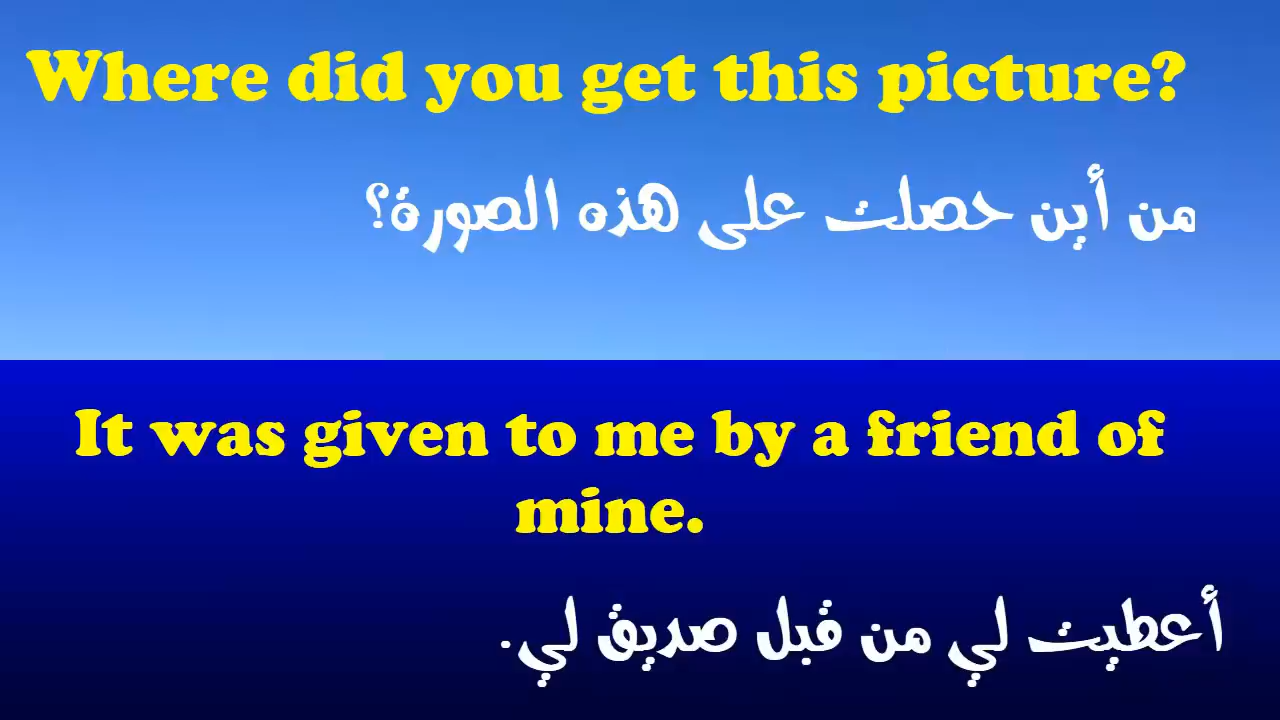 Where did you get this picture?
من أين حصلت على هذه الصورة؟
It was given to me by a friend of
mine.
أعطيت لي من قبل صديق لي.